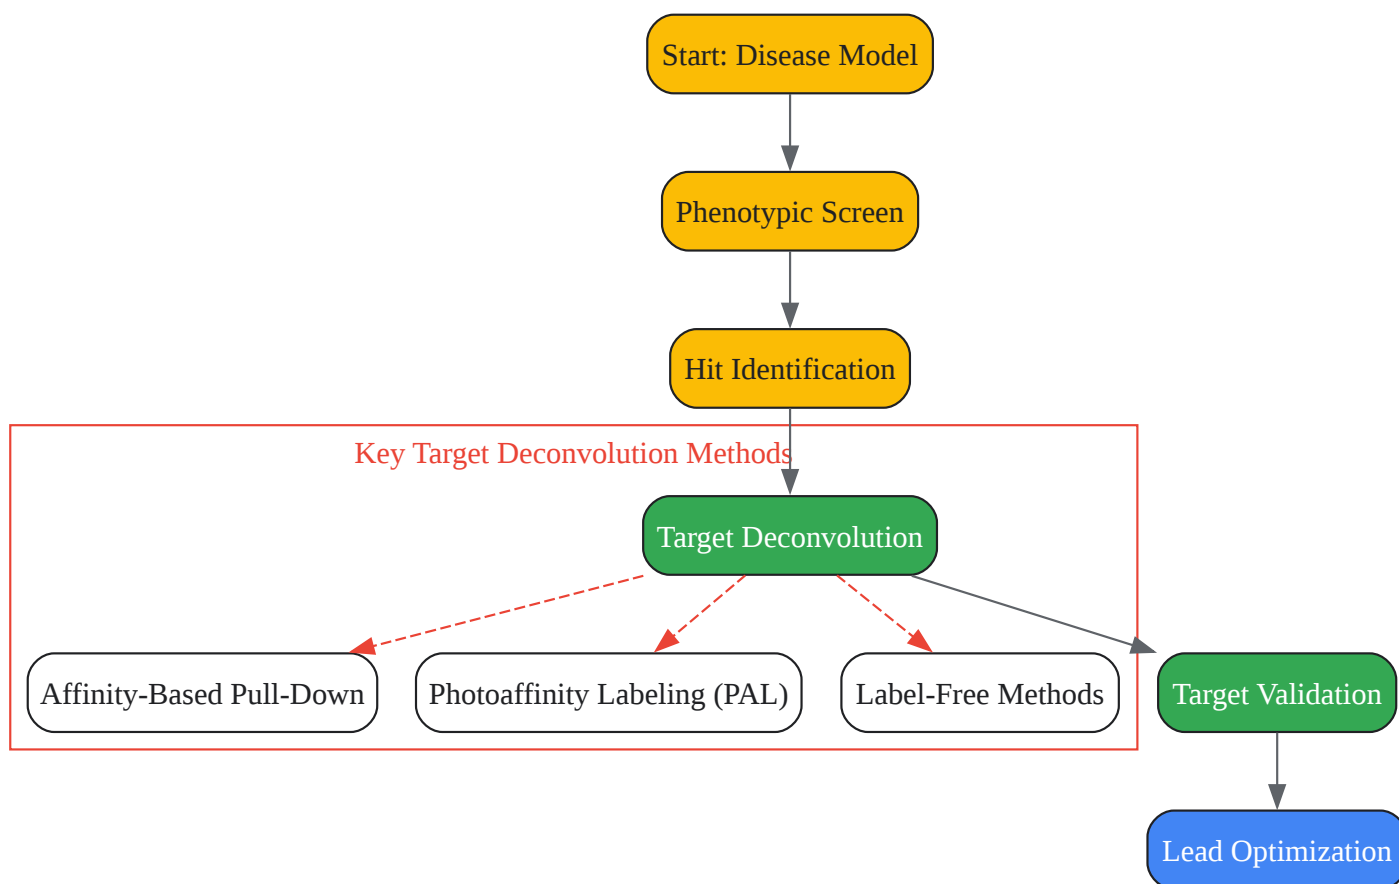 Start: Disease Model
Phenotypic Screen
Hit Identification
Key Target Deconvolution Methods
Target Deconvolution
Affinity-Based Pull-Down
Photoaffinity Labeling (PAL)
Label-Free Methods
Target Validation
Lead Optimization